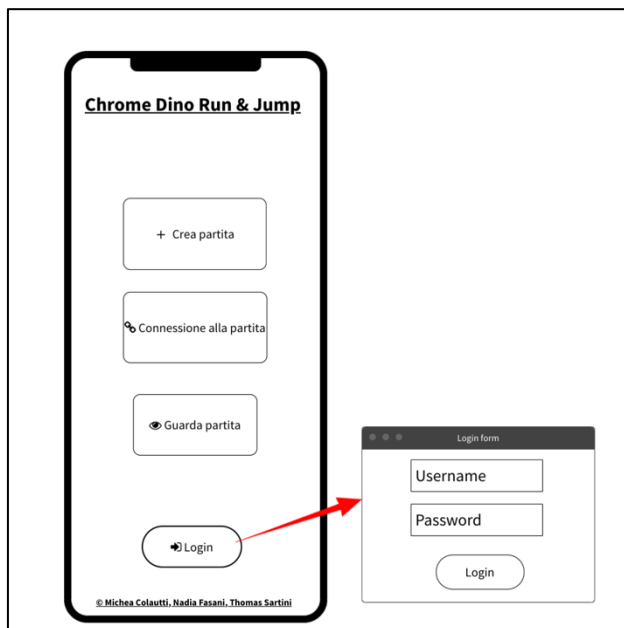 Chrome Dino Run & Jump
+ Crea partita
Connessione alla partita
Guarda partita
Login
© Michea Colautti, Nadia Fasani, Thomas Sartini
Login form
Username
Password
Login